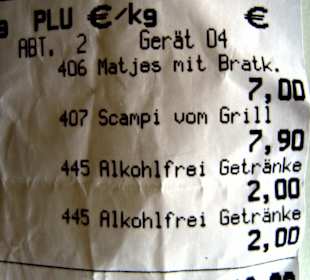 PLU €/kg €
ABT. 2 Gerät 04
406 Matjes mit Bratk.
7,00
407 Scampi vom Grill
7,90
445 Alkohlfrei Getränke
2,00
445 Alkohlfrei Getränke
2,00